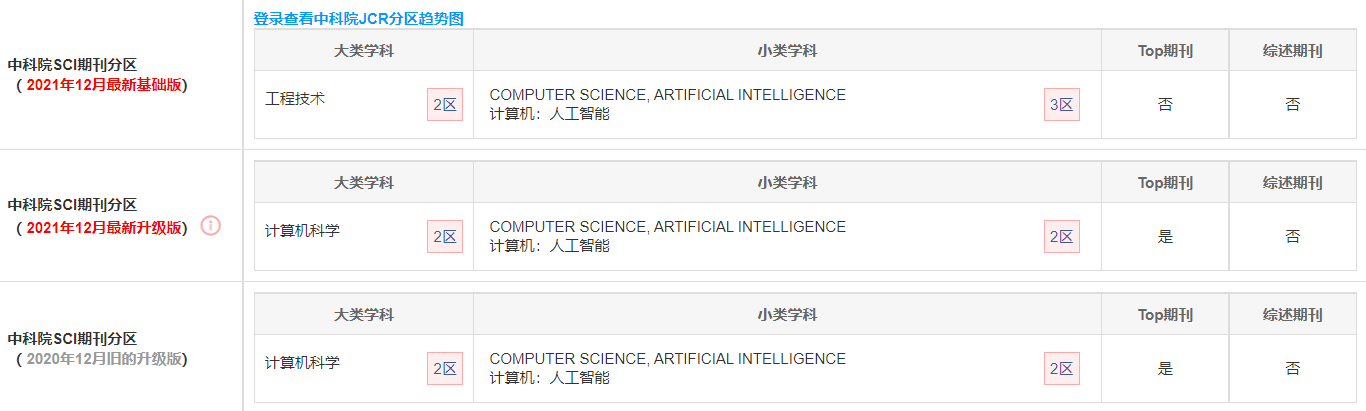 登录查看中科院JCR分区趋势图
中科院SCI期刊分区
（2021年12月最新基础版)
大类学科 小类学科 Top期刊 综述期刊
工程技术 2区 COMPUTER SCIENCE, ARTIFICIAL INTELLIGENCE
计算机：人工智能 3区 否 否
中科院SCI期刊分区
（2021年12月最新升级版)
大类学科 小类学科 Top期刊 综述期刊
计算机科学 2区 COMPUTER SCIENCE, ARTIFICIAL INTELLIGENCE
计算机：人工智能 2区 是 否
中科院SCI期刊分区
（2020年12月旧的升级版)
大类学科 小类学科 Top期刊 综述期刊
计算机科学 2区 COMPUTER SCIENCE, ARTIFICIAL INTELLIGENCE
计算机：人工智能 2区 是 否